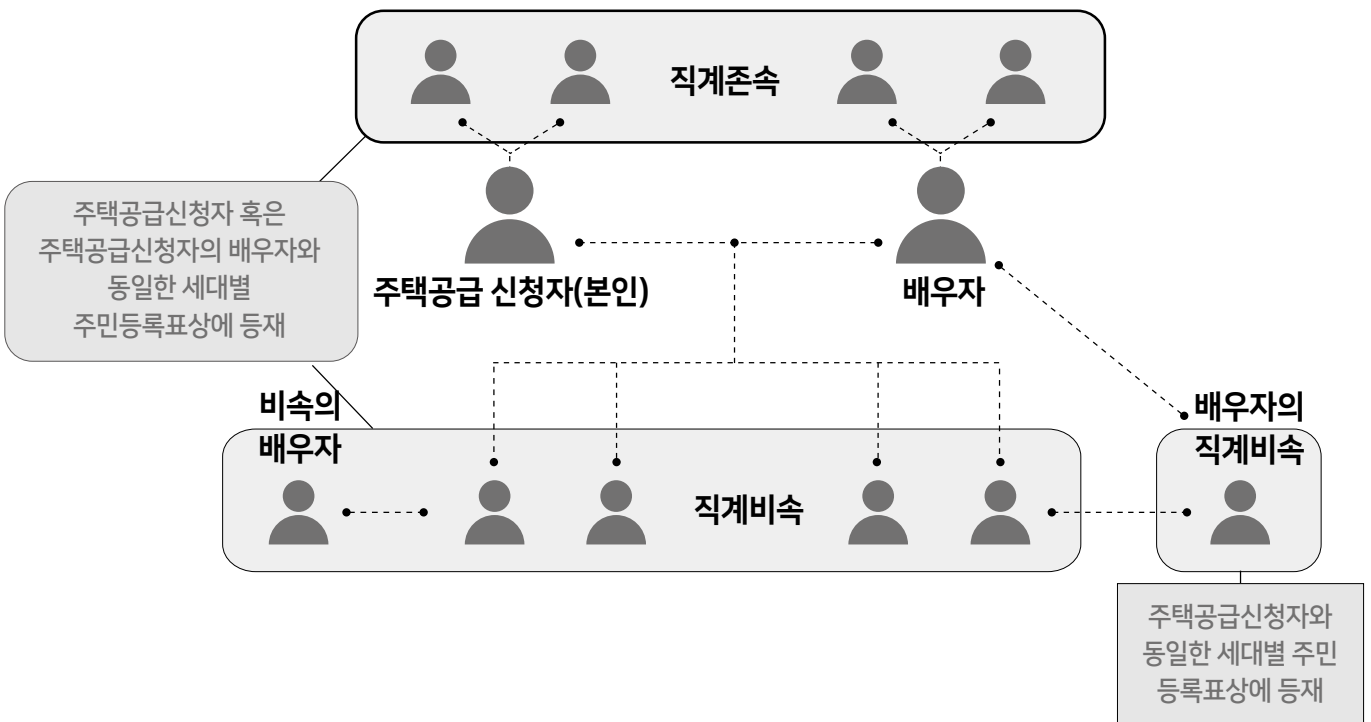 직계존속
주택공급신청자 혹은
주택공급신청자의 배우자와
동일한 세대별
주민등록표상에 등재
주택공급 신청자(본인)
배우자
비속의
배우자
직계비속
배우자의
직계비속
주택공급신청자와
동일한 세대별 주민
등록표상에 등재